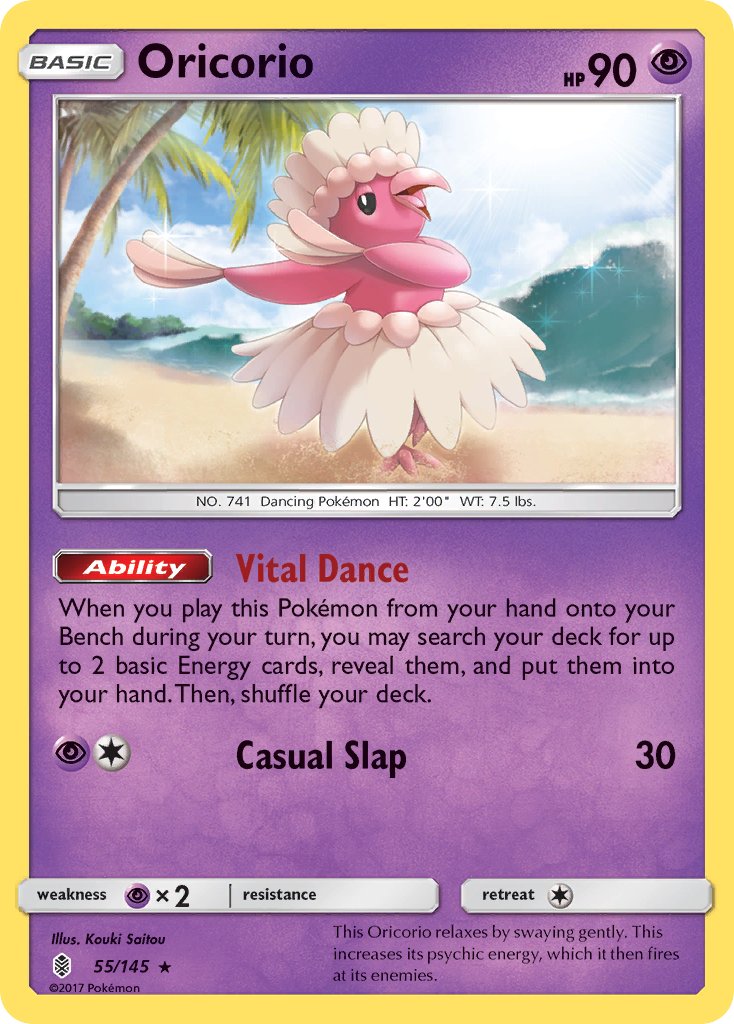 BASIC Oricorio HP 90
NO. 741 Dancing Pokémon HT: 2'00" WT: 7.5 lbs.
Ability Vital Dance
When you play this Pokémon from your hand onto your
Bench during your turn, you may search your deck for up
to 2 basic Energy cards, reveal them, and put them into
your hand. Then, shuffle your deck.
Casual Slap 30
weakness × 2 resistance retreat
Illus. Kouki Saitou
55/145 ★
©2017 Pokémon
This Oricorio relaxes by swaying gently. This
increases its psychic energy, which it then fires
at its enemies.